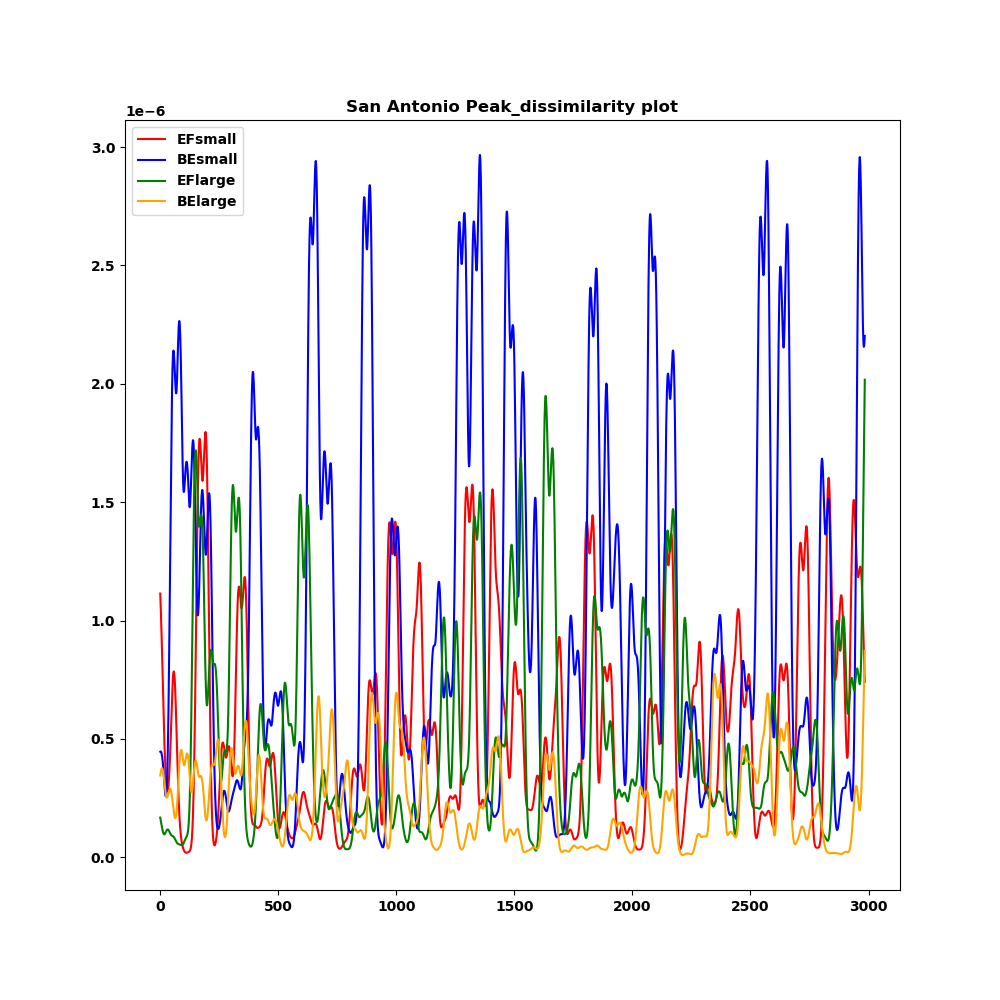 San Antonio Peak_dissimilarity plot
1e−6
EFsmall
BEsmall
EFlarge
BElarge
3.0
2.5
2.0
1.5
1.0
0.5
0.0
0 500 1000 1500 2000 2500 3000